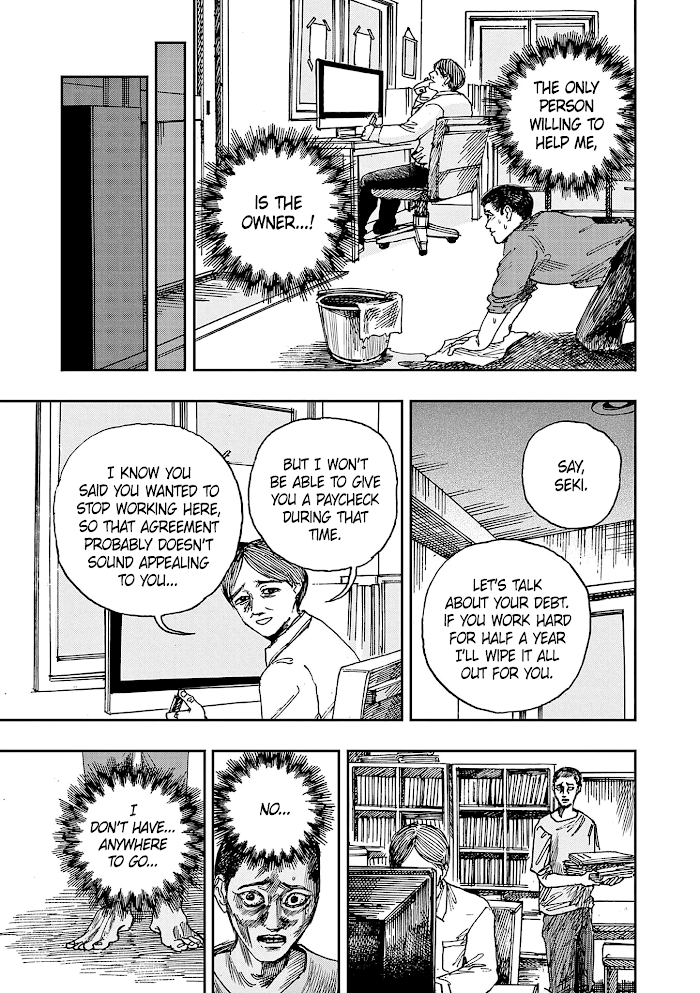 THE ONLY
PERSON
WILLING TO
HELP ME,
IS THE
OWNER...!
SAY,
SEKI.
LET'S TALK
ABOUT YOUR DEBT.
IF YOU WORK HARD
FOR HALF A YEAR
I'LL WIPE IT ALL
OUT FOR YOU.
BUT I WON'T
BE ABLE TO GIVE
YOU A PAYCHECK
DURING THAT
TIME.
I KNOW YOU
SAID YOU WANTED TO
STOP WORKING HERE,
SO THAT AGREEMENT
PROBABLY DOESN'T
SOUND APPEALING
TO YOU...
NO...
I
DON'T HAVE...
ANYWHERE
TO GO...